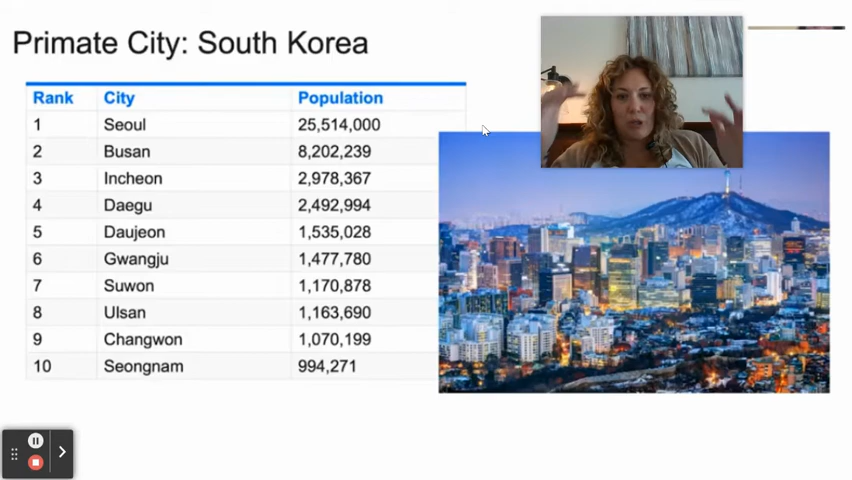 Primate City: South Korea
Rank City Population
1 Seoul 25,514,000
2 Busan 8,202,239
3 Incheon 2,978,367
4 Daegu 2,492,994
5 Daujeon 1,535,028
6 Gwangju 1,477,780
7 Suwon 1,170,878
8 Ulsan 1,163,690
9 Changwon 1,070,199
10 Seongnam 994,271